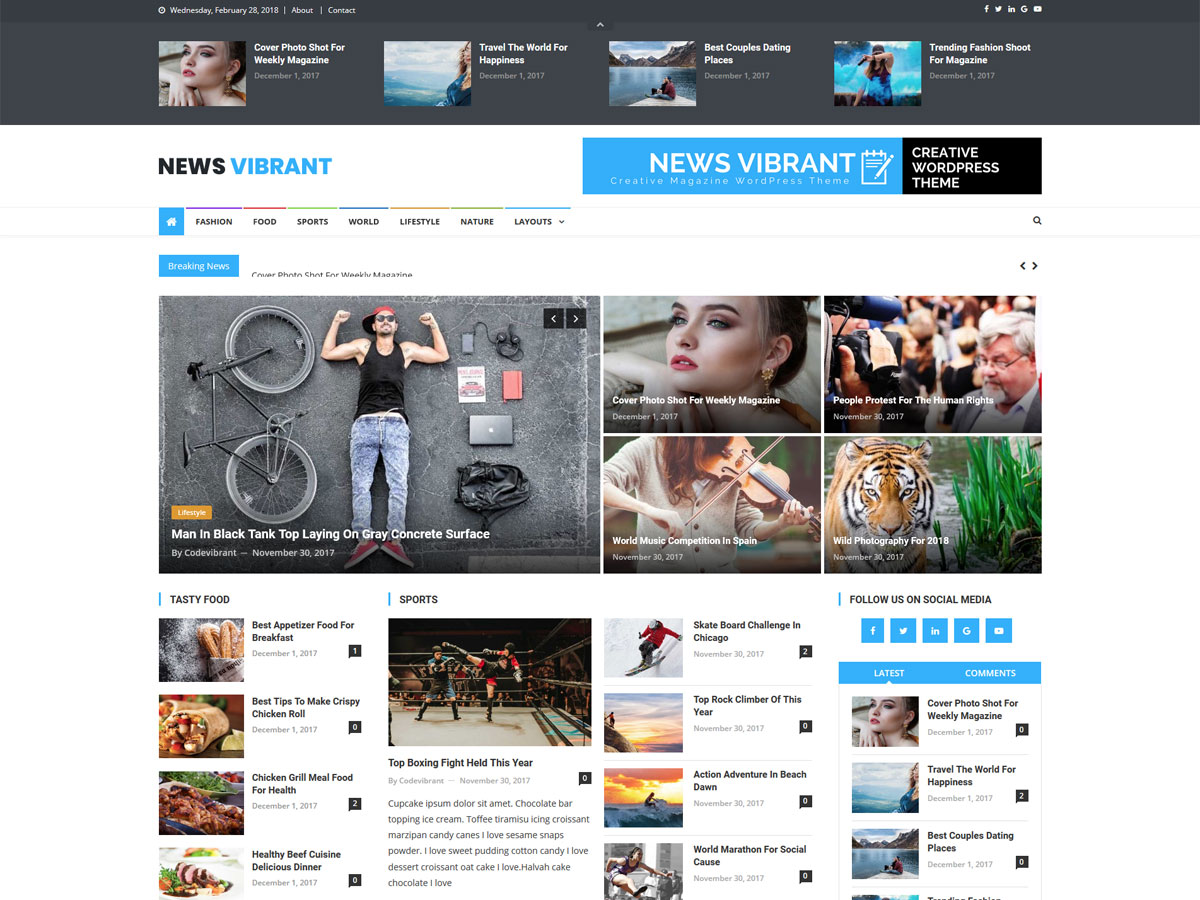 Wednesday, February 28, 2018 | About | Contact
Cover Photo Shot For
Weekly Magazine
December 1, 2017
Travel The World For
Happiness
December 1, 2017
Best Couples Dating
Places
December 1, 2017
Trending Fashion Shoot
For Magazine
December 1, 2017
NEWS VIBRANT
NEWS VIBRANT
Creative Magazine WordPress Theme
CREATIVE
WORDPRESS
THEME
FASHION FOOD SPORTS WORLD LIFESTYLE NATURE LAYOUTS
Breaking News
Cover Photo Shot For Weekly Magazine
Lifestyle
Man In Black Tank Top Laying On Gray Concrete Surface
By Codevibrant — November 30, 2017
Cover Photo Shot For Weekly Magazine
December 1, 2017
People Protest For The Human Rights
November 30, 2017
World Music Competition In Spain
November 30, 2017
Wild Photography For 2018
November 30, 2017
TASTY FOOD
Best Appetizer Food For
Breakfast
December 1, 2017 1
Best Tips To Make Crispy
Chicken Roll
December 1, 2017 0
Chicken Grill Meal Food
For Health
December 1, 2017 2
Healthy Beef Cuisine
Delicious Dinner
December 1, 2017 0
SPORTS
Top Boxing Fight Held This Year
By Codevibrant — November 30, 2017 0
Cupcake ipsum dolor sit amet. Chocolate bar
topping ice cream. Toffee tiramisu icing croissant
marzipan candy canes I love sesame snaps
powder. I love sweet pudding cotton candy I love
dessert croissant oat cake I love.Halvah cake
chocolate I love
Skate Board Challenge In
Chicago
November 30, 2017 2
Top Rock Climber Of This
Year
November 30, 2017 0
Action Adventure In Beach
Dawn
November 30, 2017 0
World Marathon For Social
Cause
November 30, 2017 0
FOLLOW US ON SOCIAL MEDIA
LATEST COMMENTS
Cover Photo Shot For
Weekly Magazine
December 1, 2017 0
Travel The World For
Happiness
December 1, 2017 2
Best Couples Dating
Places
December 1, 2017 0
Trending Fashion